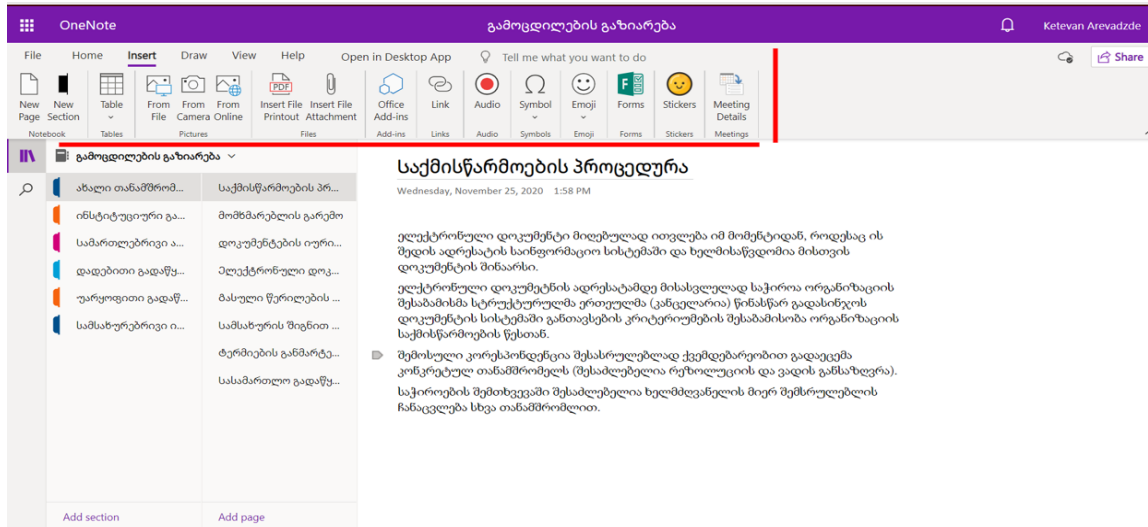 OneNote
გამოცდილების გაზიარება
Ketevan Arevadzde
File Home Insert Draw View Help Open in Desktop App Tell me what you want to do
Share
New Page
New Section
Table
From File
From Camera
From Online
PDF
Insert File Printout
Insert File Attachment
Office Add-ins
Link
Audio
Symbol
Emoji
Forms
Stickers
Meeting Details
Notebook Tables Pictures Files Add-ins Links Audio Symbols Emoji Forms Stickers Meetings
გამოცდილების გაზიარება
ახალი თანამშრომ...
ინსტიტუციური გა...
სამართლებრივი ა...
დადებითი გადაწყ...
უარყოფითი გადაწ...
სამსახურებრივი ი...
Add section
საქმისწარმოების პრ...
მომხმარებლის გარემო
დოკუმენტების იური...
ელექტრონული დოკ...
გასული წერილების ...
სამსახურის შიგნით ...
ტერმიების განმარტე...
სასამართლო გადაწყ...
Add page
საქმისწარმოების პროცედურა
Wednesday, November 25, 2020 1:58 PM
ელექტრონული დოკუმენტი მიღებულად ითვლება იმ მომენტიდან, როდესაც ის
შედის ადრესატის საინფორმაციო სისტემაში და ხელმისაწვდომია მისთვის
დოკუმენტის შინაარსი.
ელქტრონული დოკუმეტნის ადრესატამდე მისასვლელად საჭიროა ორგანიზაციის
შესაბამისმა სტრუქტურულმა ერთეულმა (კანცელარია) წინასწარ გადასინჯოს
დოკუმენტის სისტემაში განთავსების კრიტერიუმების შესაბამისობა ორგანიზაციის
საქმისწარმოების წესთან.
შემოსული კორესპონდენცია შესასრულებლად ქვემდებარეობით გადაეცემა
კონკრეტულ თანამშრომელს (შესაძლებელია რეზოლუციის და ვადის განსაზღვრა).
საჭიროების შემთხვევაში შესაძლებელია ხელმძღვანელის მიერ შემსრულებლის
ჩანაცვლება სხვა თანამშრომლით.